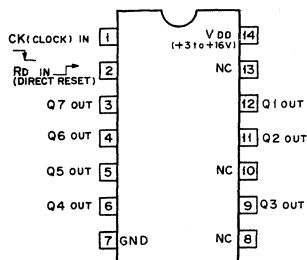 CK(CLOCK) IN 1
RD IN 2
(DIRECT RESET)
Q7 OUT 3
Q6 OUT 4
Q5 OUT 5
Q4 OUT 6
7 GND
VDD 14
(+3 to +16V)
NC 13
12 Q1 OUT
11 Q2 OUT
NC 10
9 Q3 OUT
NC 8